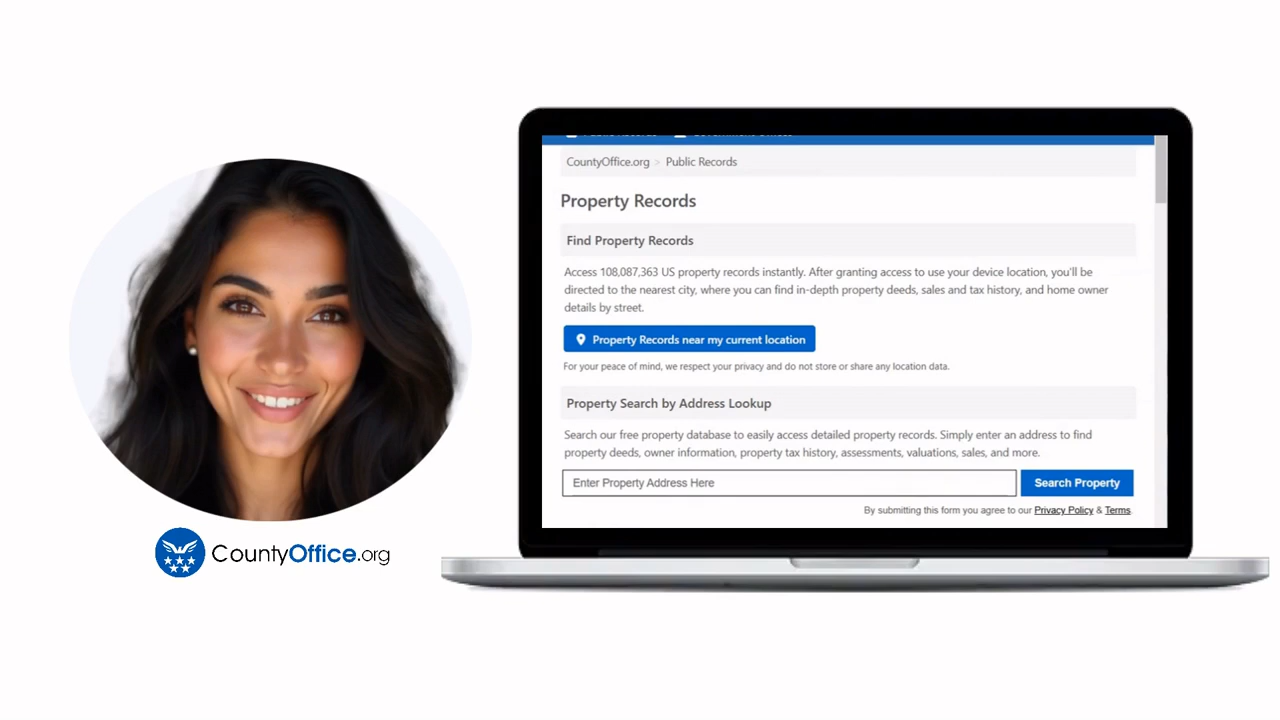 CountyOffice.org > Public Records
Property Records
Find Property Records
Access 108,087,363 US property records instantly. After granting access to use your device location, you'll be
directed to the nearest city, where you can find in-depth property deeds, sales and tax history, and home owner
details by street.
Property Records near my current location
For your peace of mind, we respect your privacy and do not store or share any location data.
Property Search by Address Lookup
Search our free property database to easily access detailed property records. Simply enter an address to find
property deeds, owner information, property tax history, assessments, valuations, sales, and more.
Enter Property Address Here
Search Property
By submitting this form you agree to our Privacy Policy & Terms.
CountyOffice.org